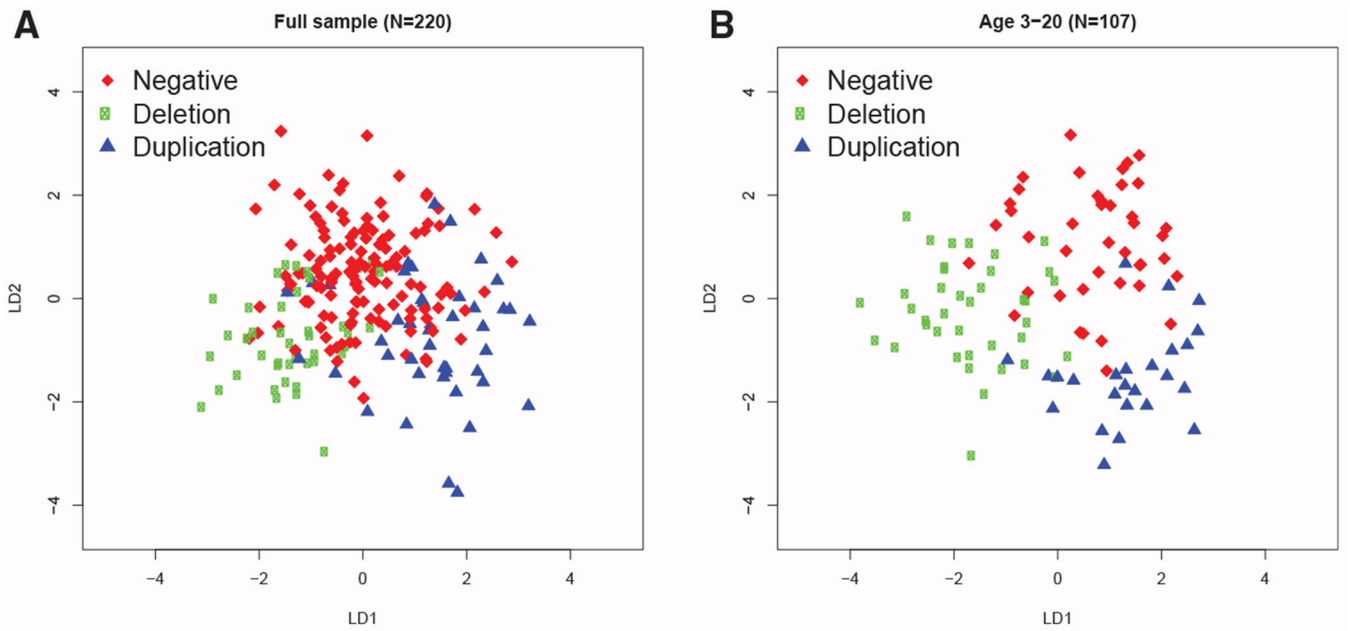 A
Full sample (N=220)
Negative
Deletion
Duplication
4
2
0
−2
−4
LD2
−4
−2
0
2
4
LD1
B
Age 3−20 (N=107)
Negative
Deletion
Duplication
4
2
0
−2
−4
LD2
−4
−2
0
2
4
LD1